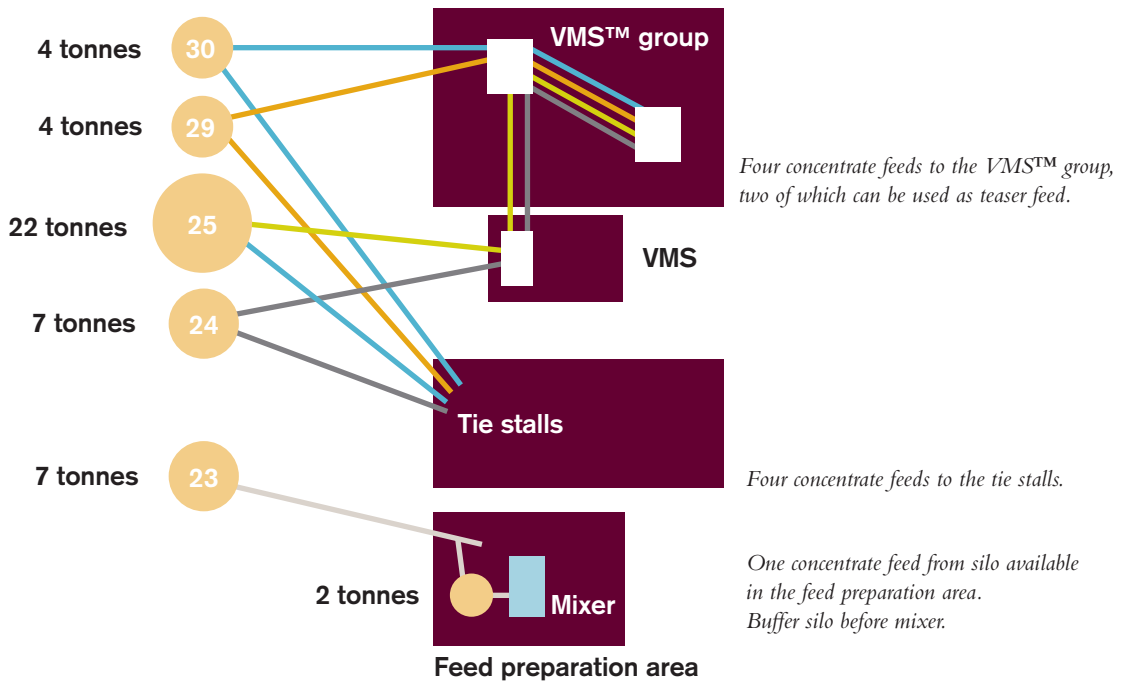 4 tonnes
30
VMS™ group
4 tonnes
29
Four concentrate feeds to the VMS™ group,
two of which can be used as teaser feed.
22 tonnes
25
VMS
7 tonnes
24
Tie stalls
7 tonnes
23
Four concentrate feeds to the tie stalls.
2 tonnes
Mixer
One concentrate feed from silo available
in the feed preparation area.
Buffer silo before mixer.
Feed preparation area